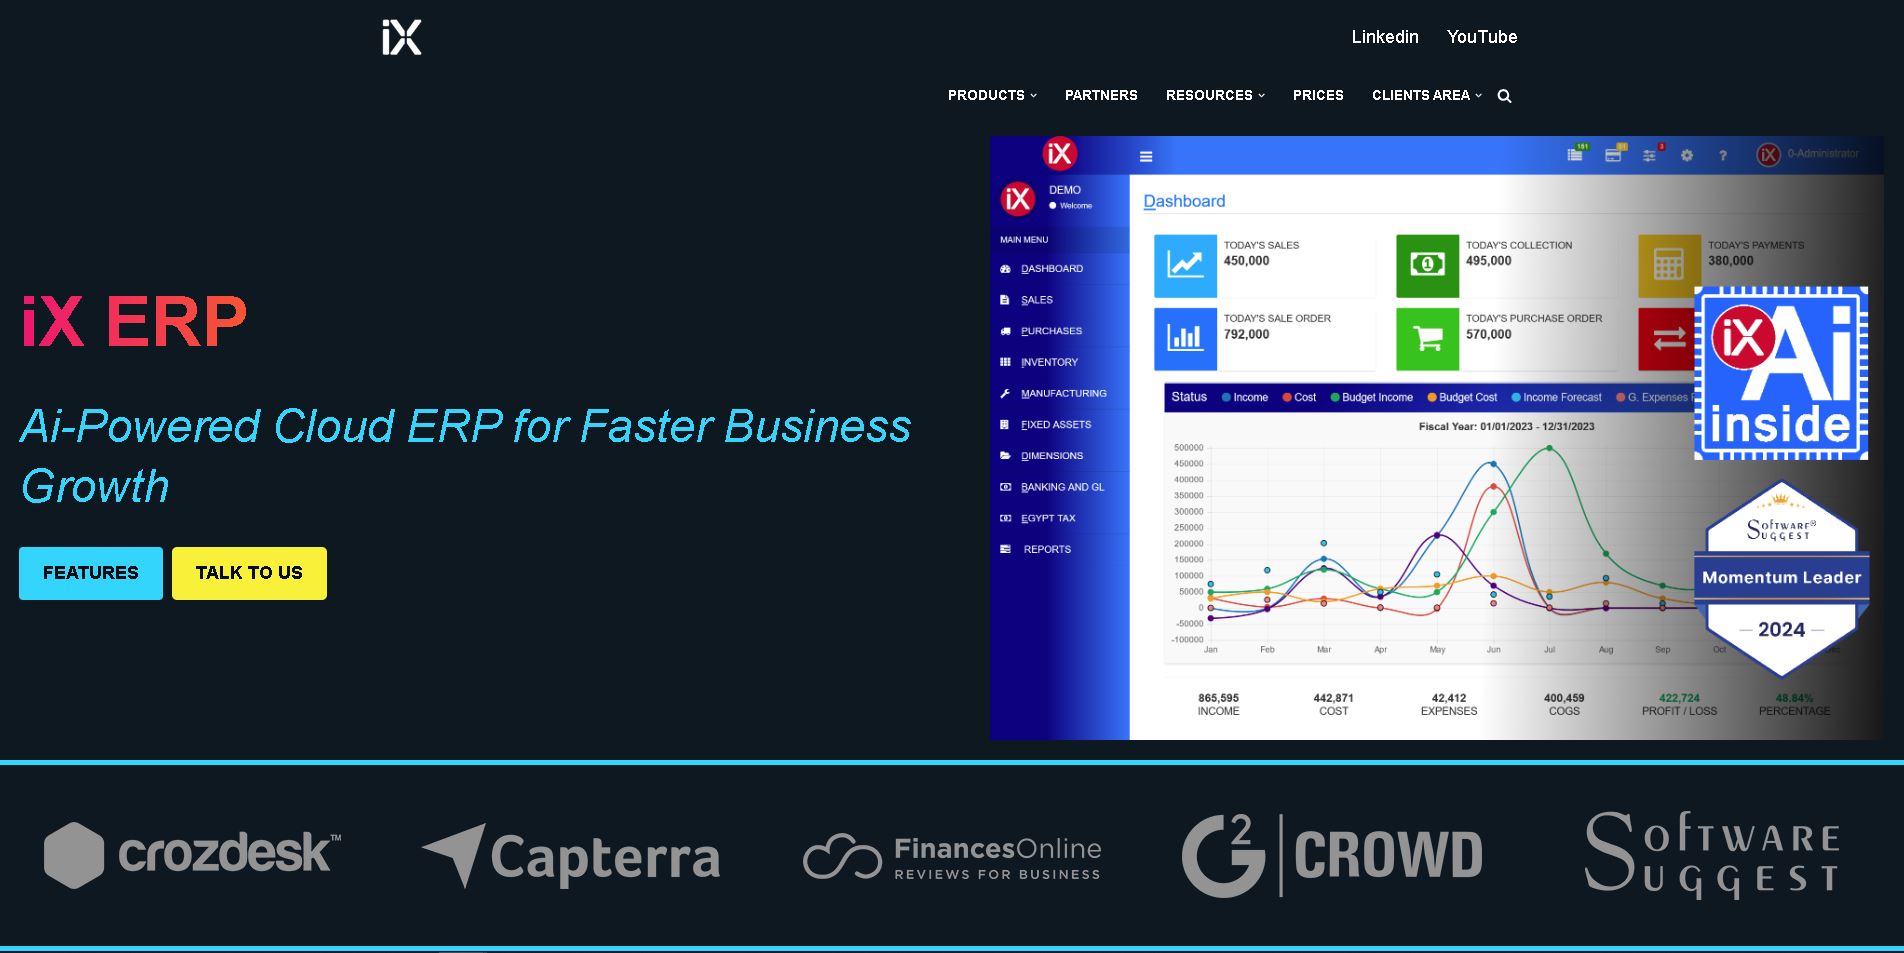 iX
Linkedin YouTube
PRODUCTS PARTNERS RESOURCES PRICES CLIENTS AREA
iX ERP
Ai-Powered Cloud ERP for Faster Business
Growth
FEATURES TALK TO US
iX
181 51 3
iX 0-Administrator
iX DEMO
Welcome
MAIN MENU
DASHBOARD
SALES
PURCHASES
INVENTORY
MANUFACTURING
FIXED ASSETS
DIMENSIONS
BANKING AND GL
EGYPT TAX
REPORTS
Dashboard
TODAY'S SALES
450,000
TODAY'S COLLECTION
495,000
TODAY'S PAYMENTS
380,000
TODAY'S SALE ORDER
792,000
TODAY'S PURCHASE ORDER
570,000
iX Ai
inside
Status Income Cost Budget Income Budget Cost Income Forecast G. Expenses
Fiscal Year: 01/01/2023 - 12/31/2023
500000
450000
400000
350000
300000
250000
200000
150000
100000
50000
0
-50000
-100000
Jan Feb Mar Apr May Jun Jul Aug Sep Oct Dec
SOFTWARE®
SUGGEST
Momentum Leader
2024
865,595 442,871 42,412 400,459 422,724 48.84%
INCOME COST EXPENSES COGS PROFIT / LOSS PERCENTAGE
crozdesk™
Capterra
FinancesOnline
REVIEWS FOR BUSINESS
G2 CROWD
SOFTWARE
SUGGEST